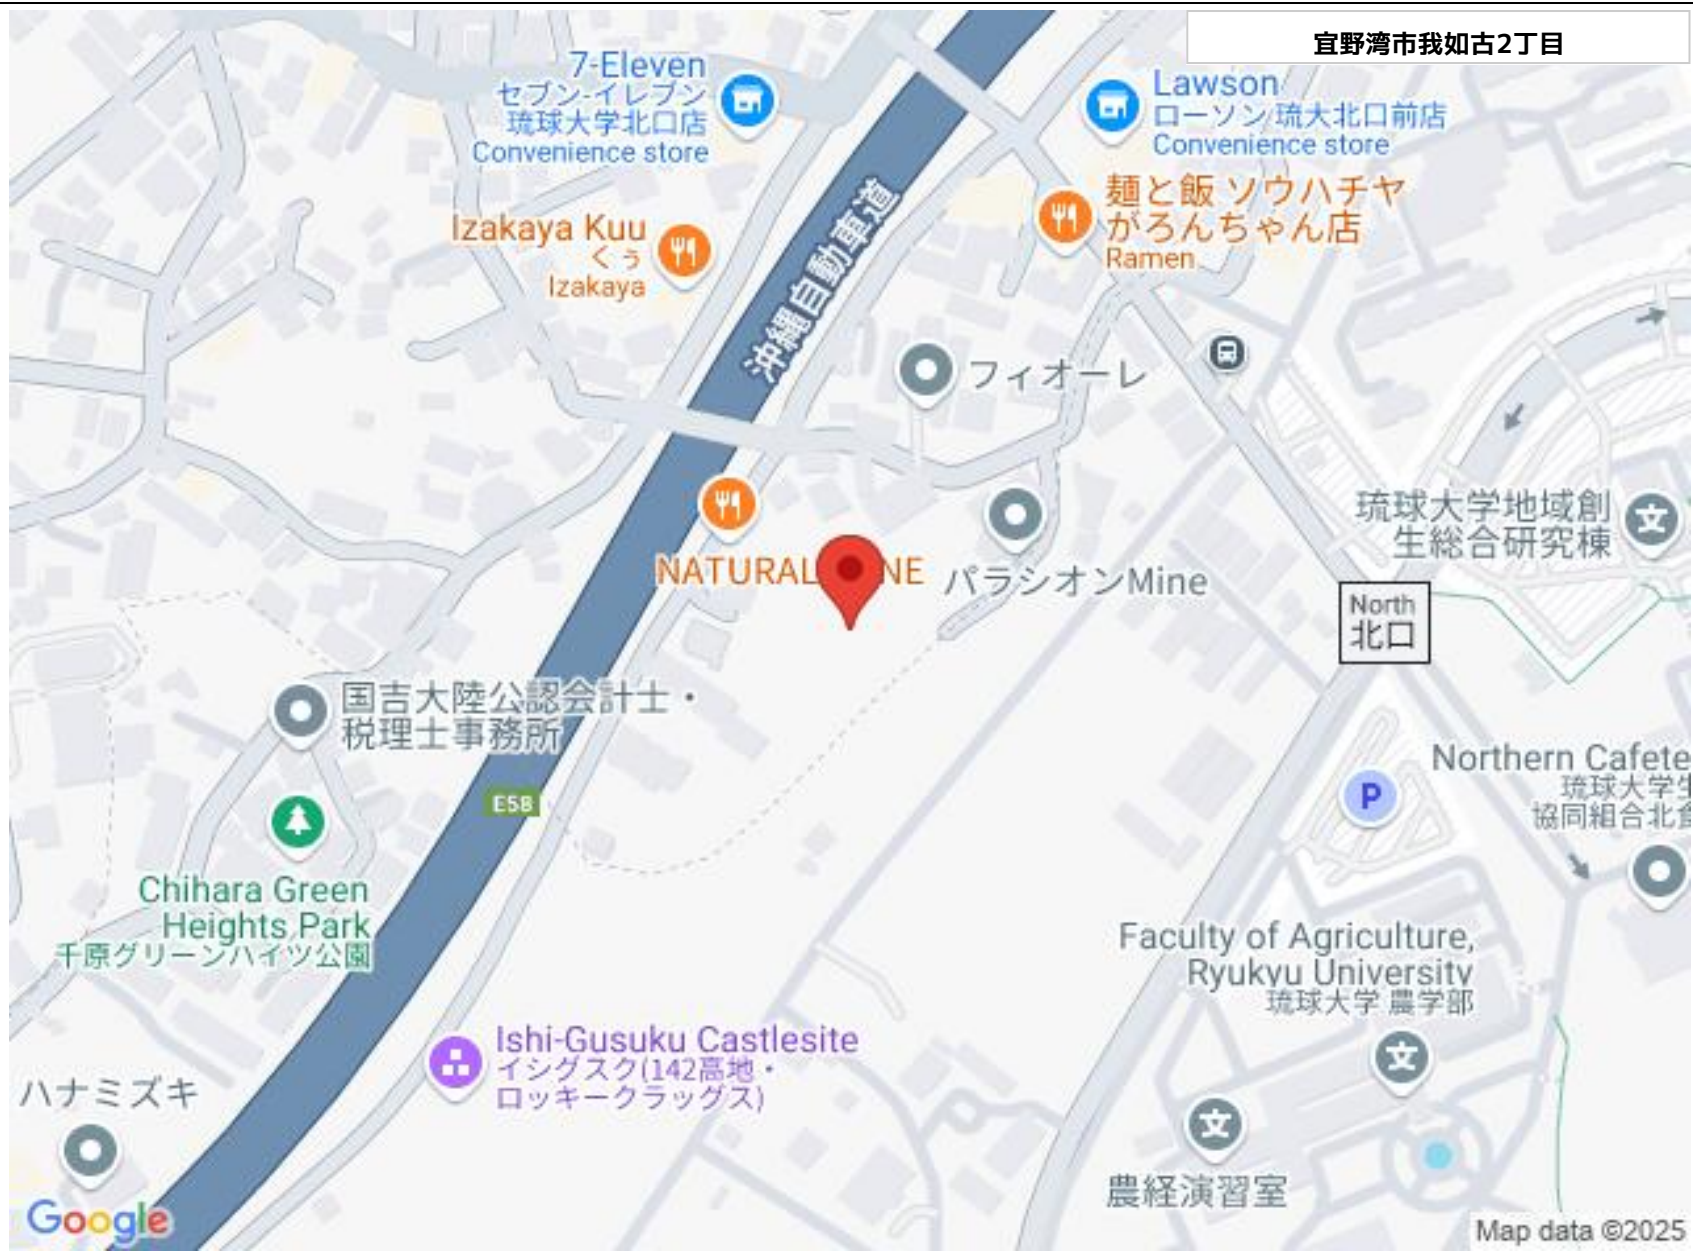 宜野湾市我如古2丁目
7-Eleven
セブン-イレブン
琉球大学北口店
Convenience store
Lawson
ローソン 琉大北口前店
Convenience store
麺と飯 ソウハチヤ
がろんちゃん店
Ramen
Izakaya Kuu
くぅ
Izakaya
沖縄自動車道
フィオーレ
琉球大学地域創
生総合研究棟
NATURAL NE
パラシオンMine
North
北口
国吉大陸公認会計士・
税理士事務所
E58
Northern Cafete
琉球大学生
協同組合北食
P
Chihara Green
Heights Park
千原グリーンハイツ公園
Faculty of Agriculture,
Ryukyu University
琉球大学 農学部
Ishi-Gusuku Castlesite
イシグスク(142高地・
ロッキークラッグス)
ハナミズキ
農経演習室
Google
Map data ©2025